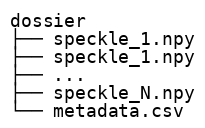 dossier
├── speckle_1.npy
├── speckle_1.npy
├── ...
├── speckle_N.npy
└── metadata.csv